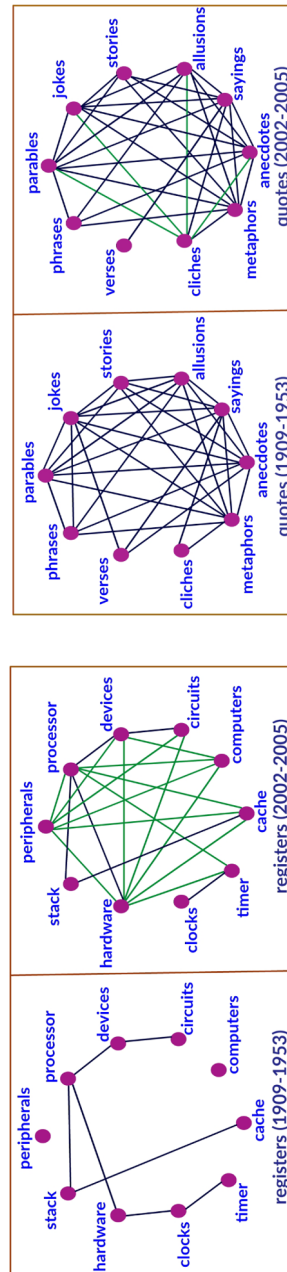 peripherals
stack
processor
hardware
devices
clocks
circuits
timer
computers
cache
registers (1909-1953)
peripherals
stack
processor
hardware
devices
clocks
circuits
timer
computers
cache
registers (2002-2005)
parables
phrases
jokes
verses
stories
cliches
allusions
metaphors
sayings
anecdotes
quotes (1909-1953)
parables
phrases
jokes
verses
stories
cliches
allusions
metaphors
sayings
anecdotes
quotes (2002-2005)